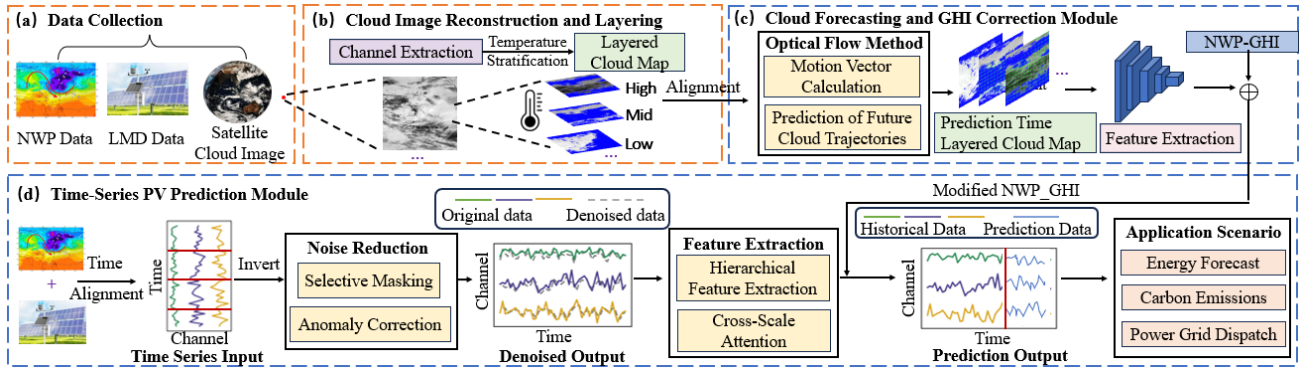 (a) Data Collection
NWP Data
LMD Data
Satellite
Cloud Image
(b) Cloud Image Reconstruction and Layering
Channel Extraction
Temperature
Stratification
Layered
Cloud Map
High
Mid
Low
...
...
Alignment
(c) Cloud Forecasting and GHI Correction Module
Optical Flow Method
Motion Vector
Calculation
Prediction of Future
Cloud Trajectories
...
Prediction Time
Layered Cloud Map
Feature Extraction
NWP-GHI
(d) Time-Series PV Prediction Module
Modified NWP_GHI
+
Time
Alignment
Time
Channel
Time Series Input
Invert
Noise Reduction
Selective Masking
Anomaly Correction
Original data
Denoised data
Channel
Time
Denoised Output
Feature Extraction
Hierarchical
Feature Extraction
Cross-Scale
Attention
Historical Data
Prediction Data
Channel
Time
Prediction Output
Application Scenario
Energy Forecast
Carbon Emissions
Power Grid Dispatch